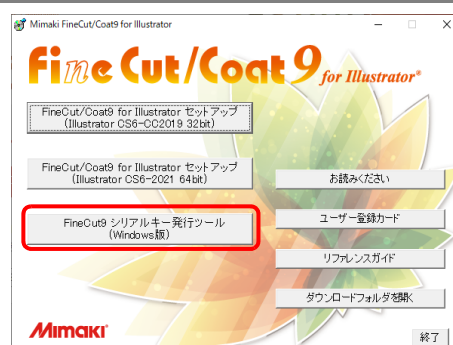 Mimaki FineCut/Coat9 for Illustrator
Fine Cut/Coat 9 for Illustrator®
FineCut/Coat9 for Illustrator セットアップ
(Illustrator CS6-CC2019 32bit)
FineCut/Coat9 for Illustrator セットアップ
(Illustrator CS6-2021 64bit)
お読みください
FineCut9 シリアルキー発行ツール
(Windows版)
ユーザー登録カード
リファレンスガイド
ダウンロードフォルダを開く
Mimaki
終了